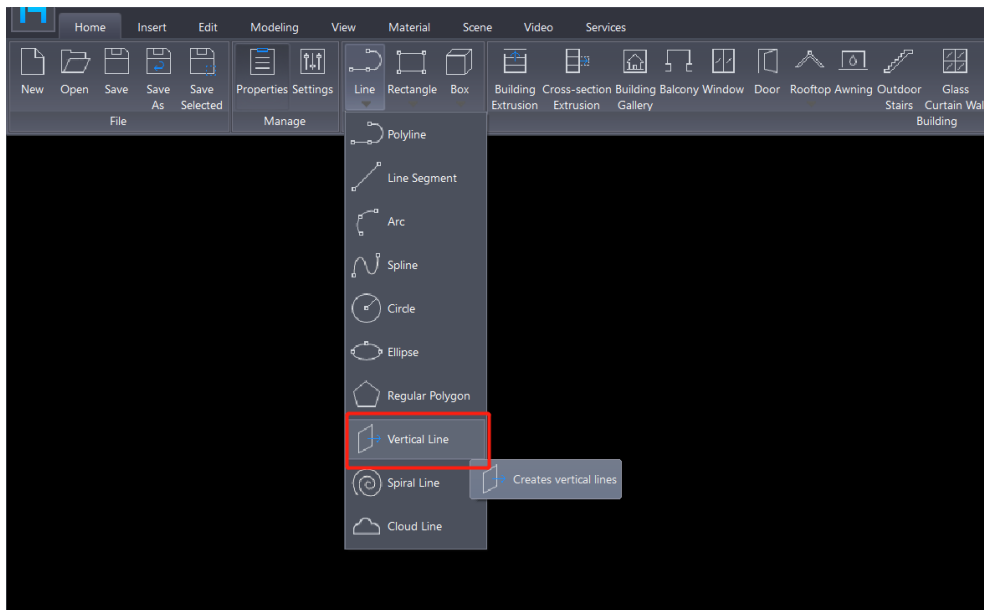 Home Insert Edit Modeling View Material Scene Video Services
New Open Save Save As Save Selected Properties Settings Line Rectangle Box Building Extrusion Cross-section Extrusion Building Gallery Balcony Window Door Rooftop Awning Outdoor Stairs Glass Curtain Wal
File Manage Building
Polyline
Line Segment
Arc
Spline
Circle
Ellipse
Regular Polygon
Vertical Line
Creates vertical lines
Spiral Line
Cloud Line